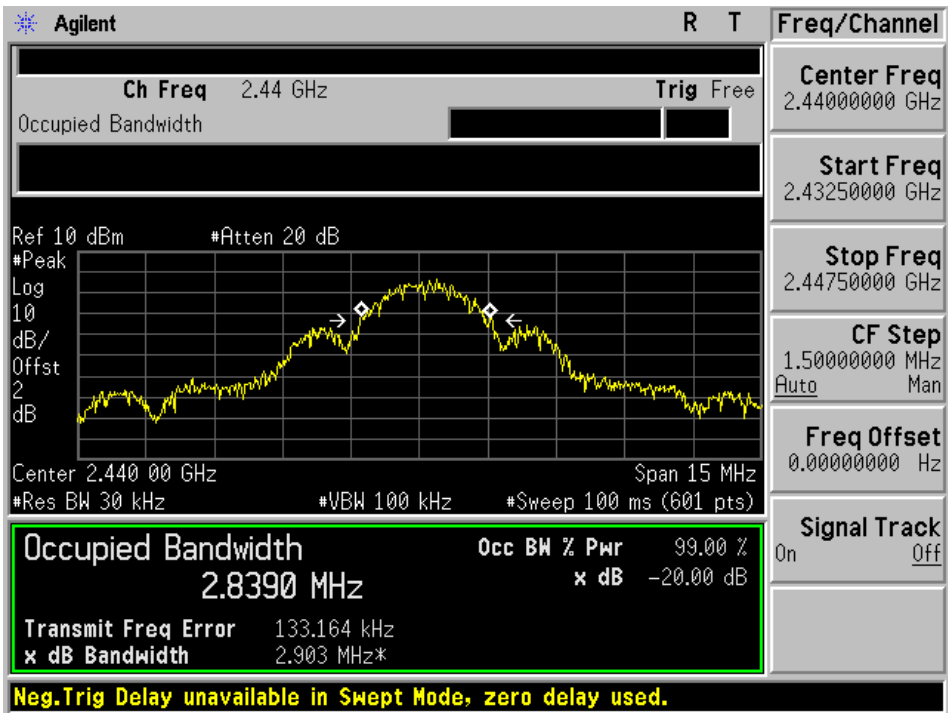 Agilent R T
Ch Freq 2.44 GHz Trig Free
Occupied Bandwidth
Ref 10 dBm #Atten 20 dB
#Peak
Log
10
dB/
Offst
2
dB
Center 2.440 00 GHz Span 15 MHz
#Res BW 30 kHz #VBW 100 kHz #Sweep 100 ms (601 pts)
Occupied Bandwidth
2.8390 MHz
Occ BW % Pwr 99.00 %
x dB -20.00 dB
Transmit Freq Error 133.164 kHz
x dB Bandwidth 2.903 MHz*
Neg.Trig Delay unavailable in Swept Mode, zero delay used.
Freq/Channel
Center Freq
2.44000000 GHz
Start Freq
2.43250000 GHz
Stop Freq
2.44750000 GHz
CF Step
1.50000000 MHz
Auto Man
Freq Offset
0.00000000 Hz
Signal Track
On Off